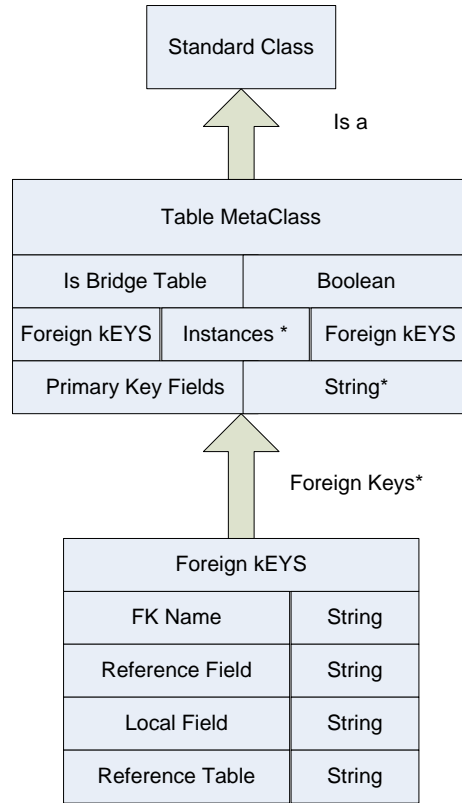 Standard Class
Is a
Table MetaClass
Is Bridge Table Boolean
Foreign kEYS Instances * Foreign kEYS
Primary Key Fields String*
Foreign Keys*
Foreign kEYS
FK Name String
Reference Field String
Local Field String
Reference Table String